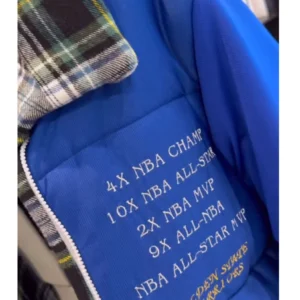 4X NBA CHAMP
10X NBA ALL-STAR
2X NBA MVP
9X ALL-NBA
NBA ALL-STAR MVP